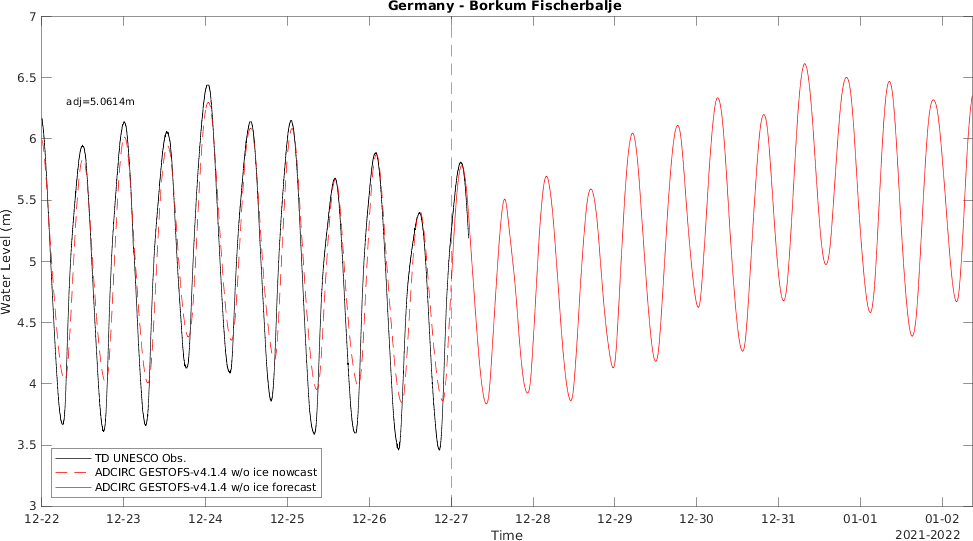 Germany - Borkum Fischerbalje
7
6.5
6
5.5
5
4.5
4
3.5
3
Water Level (m)
adj=5.0614m
TD UNESCO Obs.
ADCIRC GESTOFS-v4.1.4 w/o ice nowcast
ADCIRC GESTOFS-v4.1.4 w/o ice forecast
12-22 12-23 12-24 12-25 12-26 12-27 12-28 12-29 12-30 12-31 01-01 01-02
Time
2021-2022